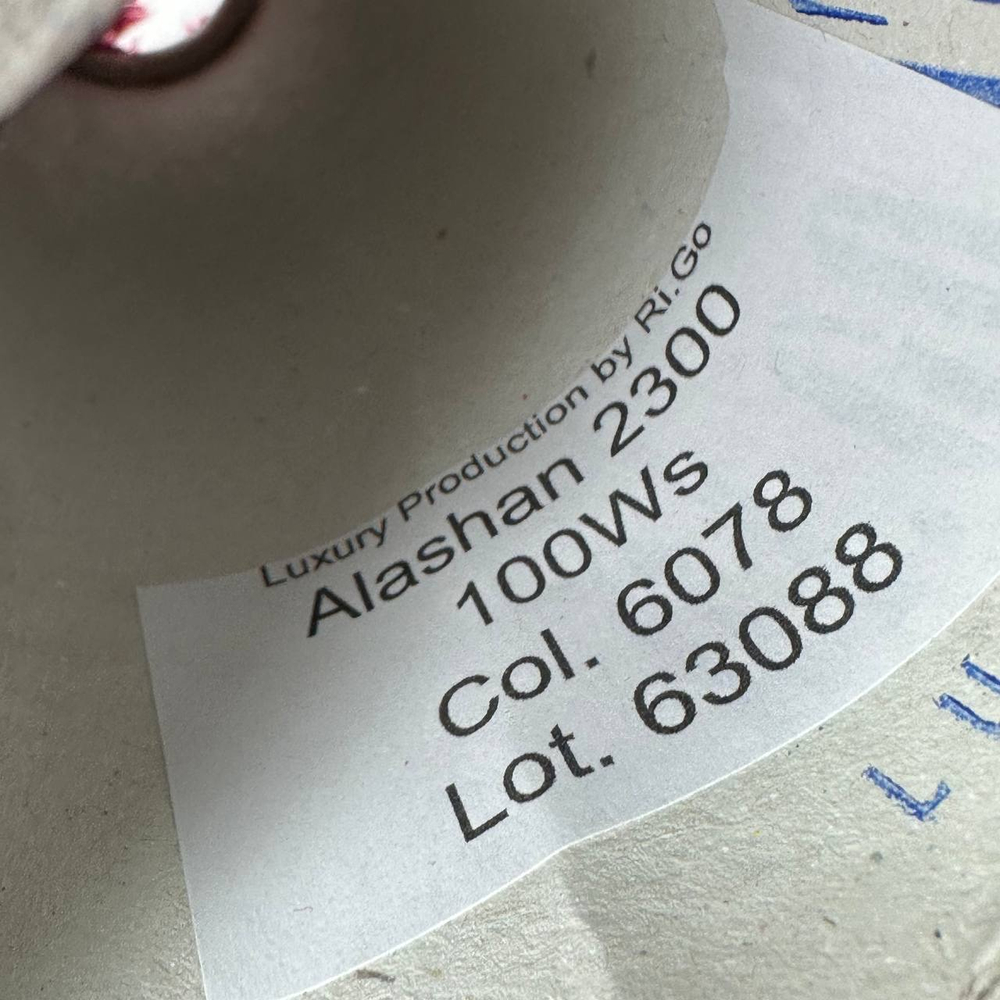 Luxury Production by Ri.Go
Alashan 2300
100Ws
Col. 6078
Lot. 63088
L U